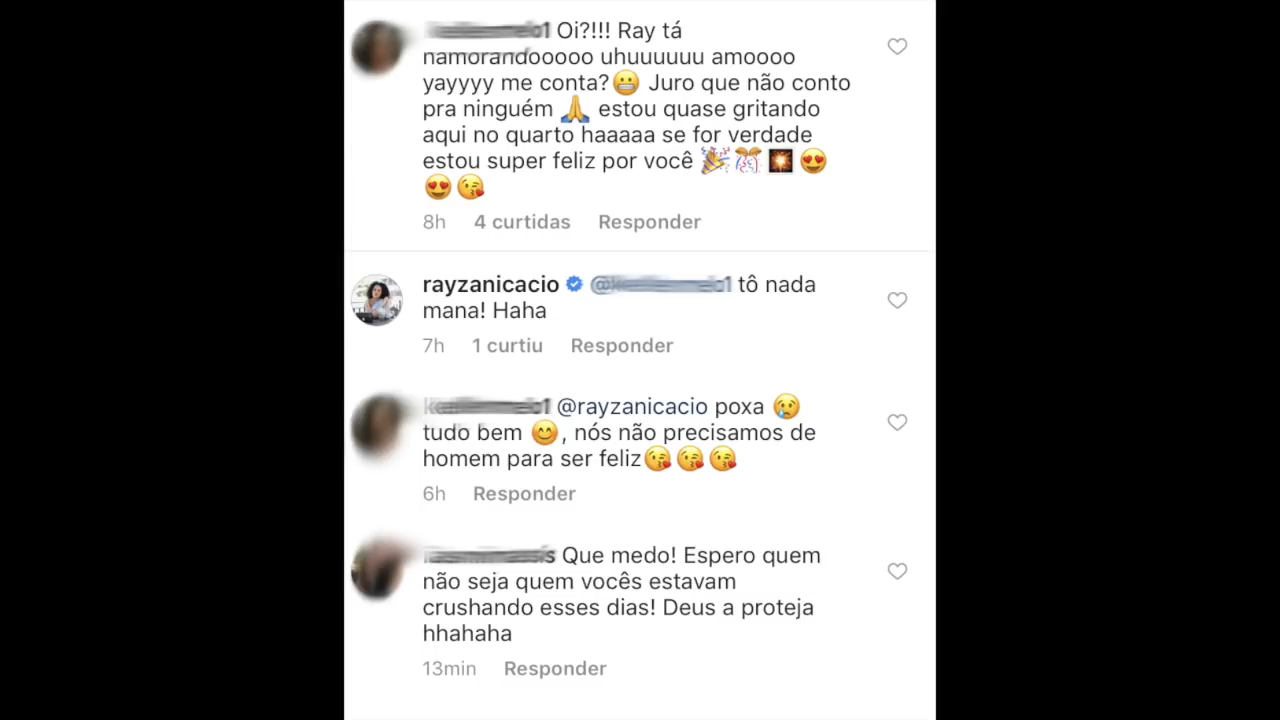 Oi?!!! Ray tá
namorandooooo uhuuuuuu amoooo
yayyyy me conta?😬 Juro que não conto
pra ninguém 🙏 estou quase gritando
aqui no quarto haaaaa se for verdade
estou super feliz por você 🎉🎊💥😍
😍😘
8h 4 curtidas Responder
rayzanicacio tô nada
mana! Haha
7h 1 curtiu Responder
@rayzanicacio poxa 😢
tudo bem 😊, nós não precisamos de
homem para ser feliz😘😘😘
6h Responder
Que medo! Espero quem
não seja quem vocês estavam
crushando esses dias! Deus a proteja
hhahaha
13min Responder